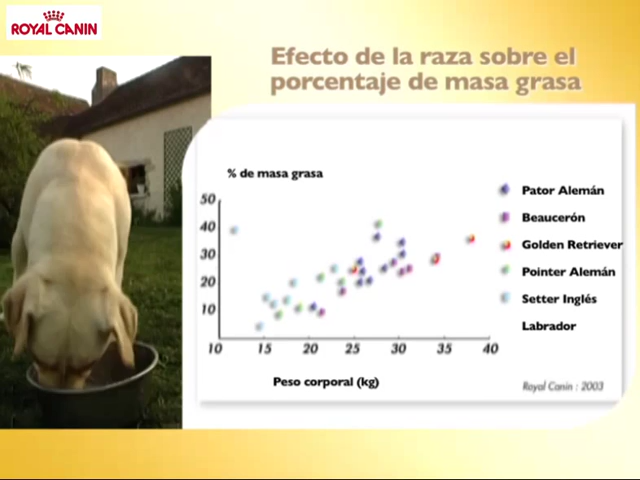 ROYAL CANIN
Efecto de la raza sobre el
porcentaje de masa grasa
% de masa grasa
50
40
30
20
10
10 15 20 25 30 35 40
Peso corporal (kg)
Pator Alemán
Beaucerón
Golden Retriever
Pointer Alemán
Setter Inglés
Labrador
Royal Canin : 2003